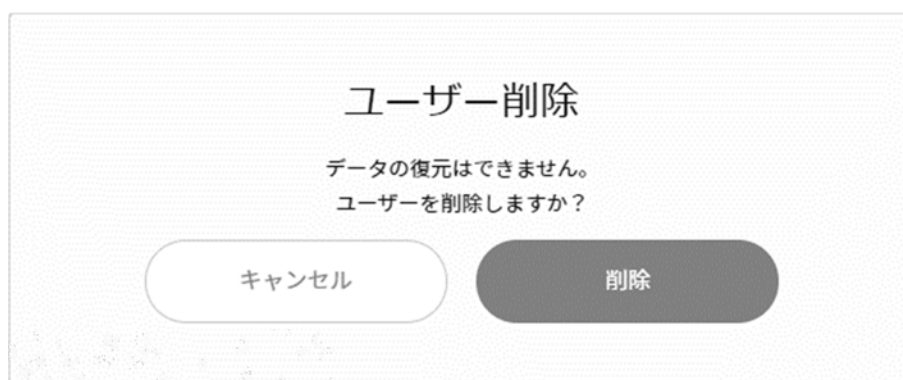 ユーザー削除
データの復元はできません。
ユーザーを削除しますか？
キャンセル
削除